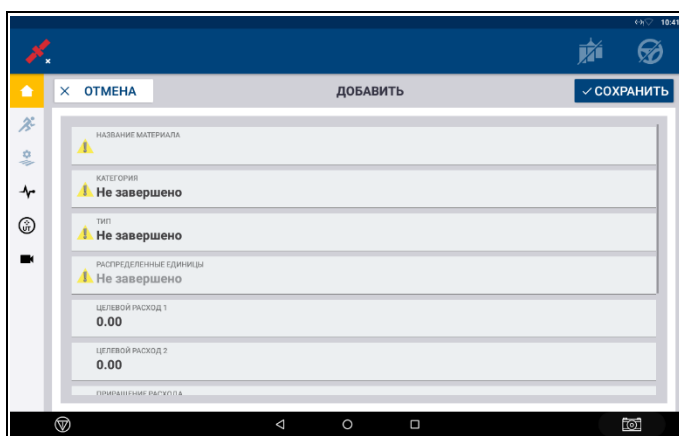 10:41
× ОТМЕНА
ДОБАВИТЬ
СОХРАНИТЬ
НАЗВАНИЕ МАТЕРИАЛА
КАТЕГОРИЯ
Не завершено
ТИП
Не завершено
РАСПРЕДЕЛЕННЫЕ ЕДИНИЦЫ
Не завершено
ЦЕЛЕВОЙ РАСХОД 1
0.00
ЦЕЛЕВОЙ РАСХОД 2
0.00
ПРИРАЩЕНИЕ РАСХОДА
UT